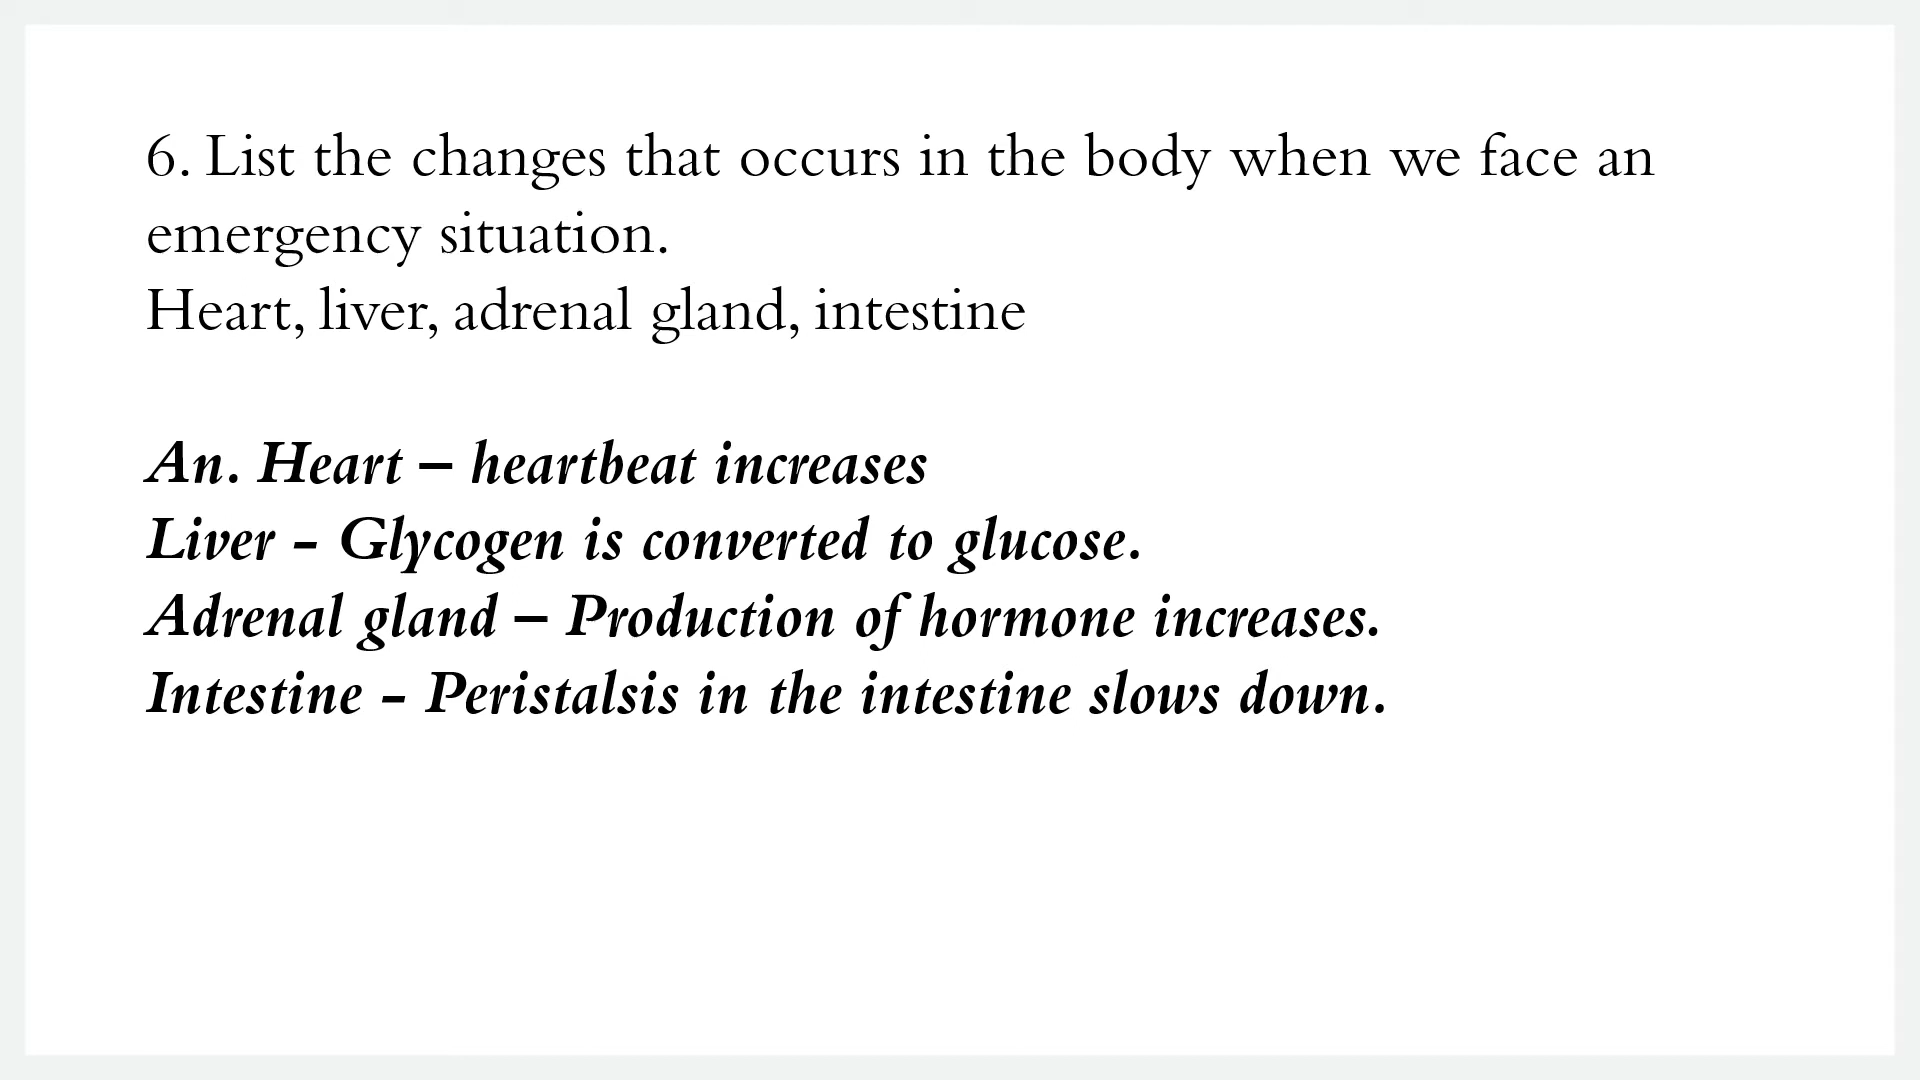 6. List the changes that occurs in the body when we face an
emergency situation.
Heart, liver, adrenal gland, intestine
An. Heart – heartbeat increases
Liver - Glycogen is converted to glucose.
Adrenal gland – Production of hormone increases.
Intestine - Peristalsis in the intestine slows down.